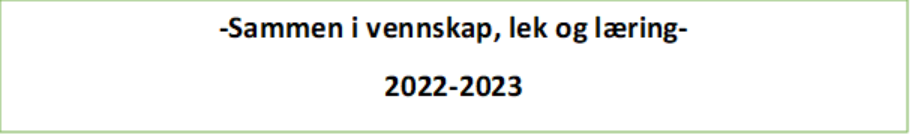 -Sammen i vennskap, lek og læring-
2022-2023